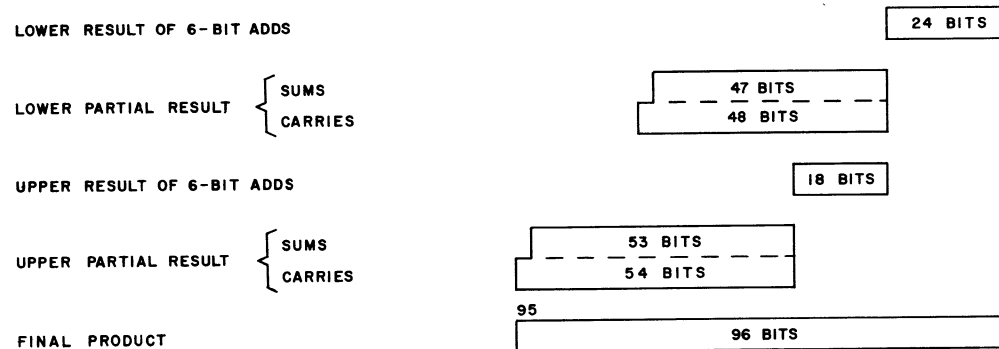 LOWER RESULT OF 6-BIT ADDS
24 BITS
LOWER PARTIAL RESULT
SUMS
CARRIES
47 BITS
48 BITS
UPPER RESULT OF 6-BIT ADDS
18 BITS
UPPER PARTIAL RESULT
SUMS
CARRIES
53 BITS
54 BITS
95
FINAL PRODUCT
96 BITS